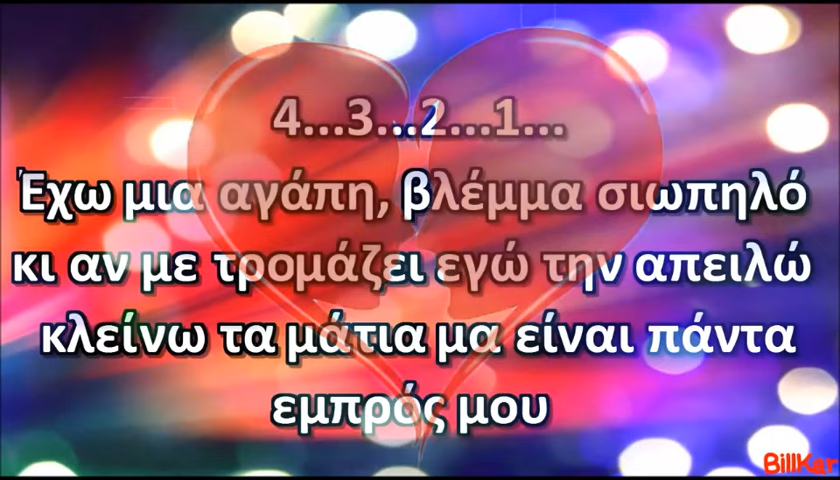 4...3...2...1...
Έχω μια αγάπη, βλέμμα σιωπηλό
κι αν με τρομάζει εγώ την απειλώ
κλείνω τα μάτια μα είναι πάντα
εμπρός μου
BillKar